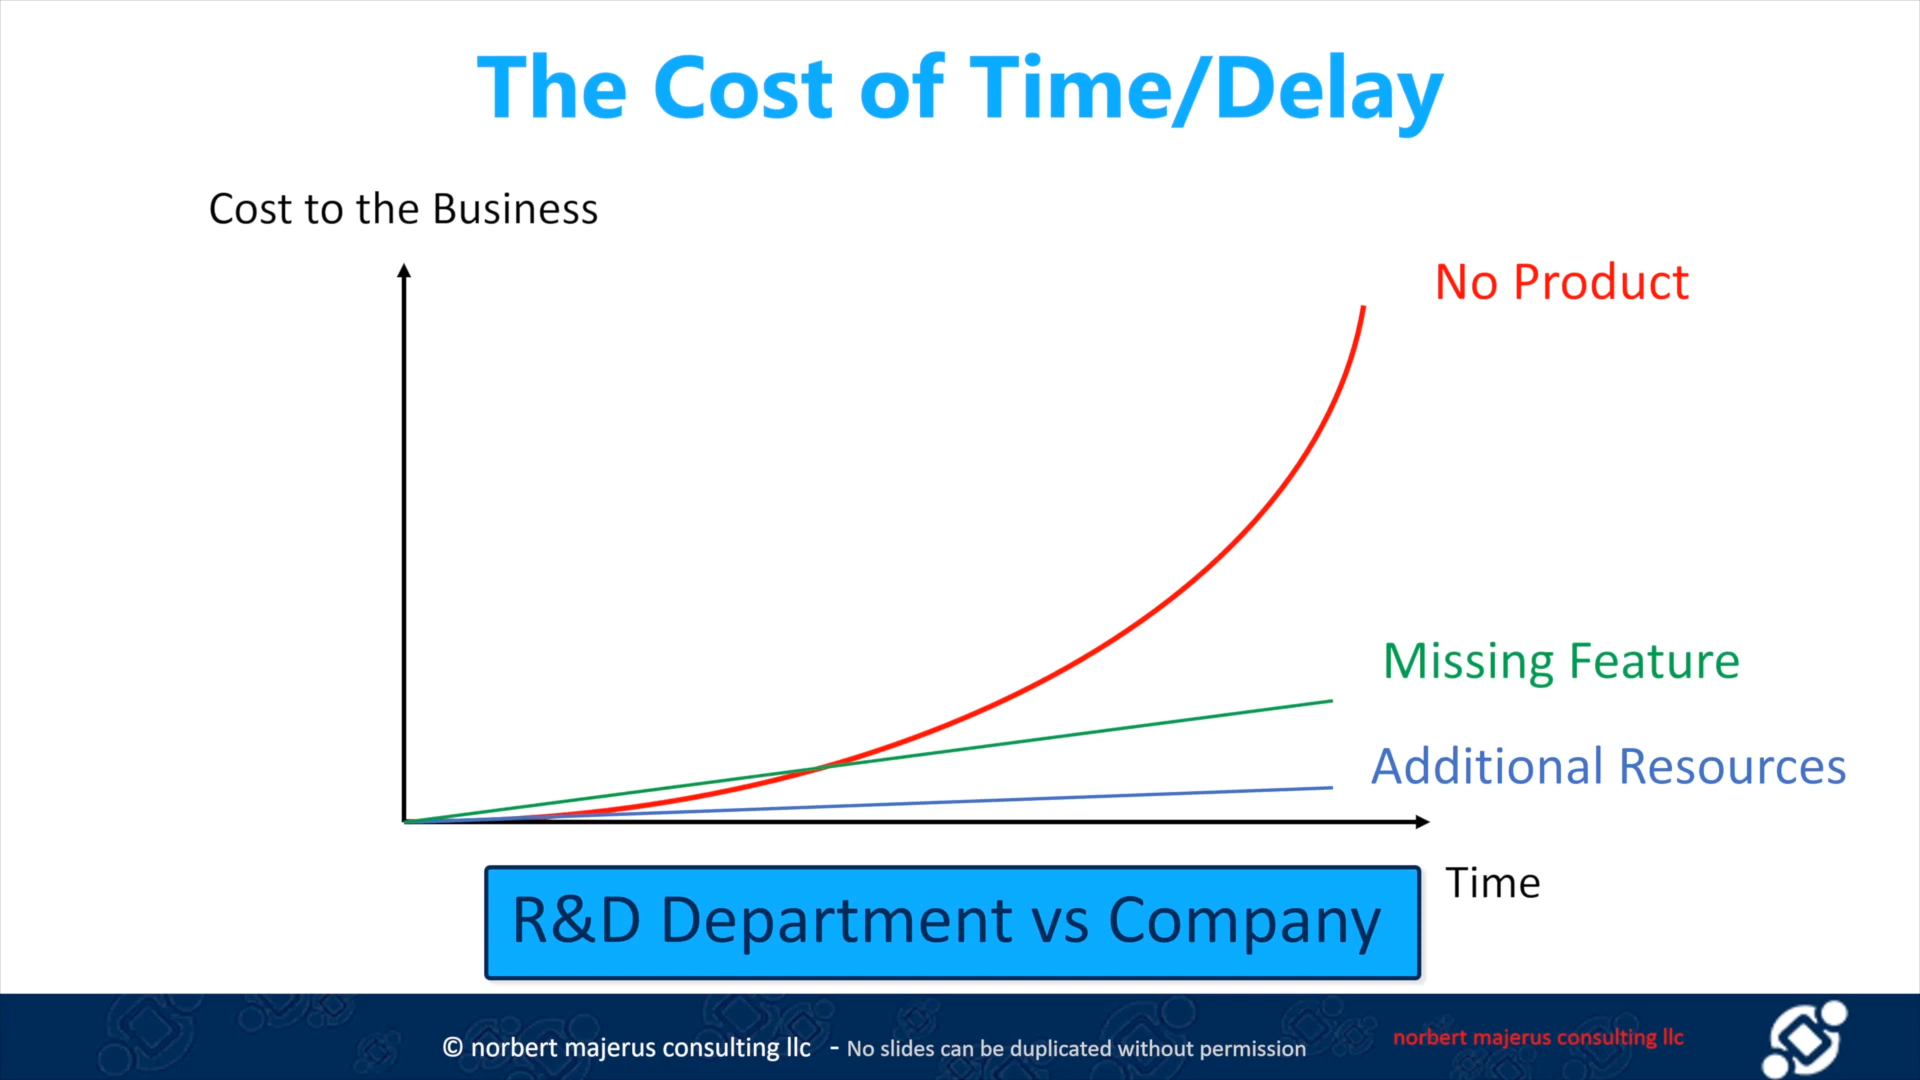 The Cost of Time/Delay
Cost to the Business
No Product
Missing Feature
Additional Resources
Time
R&D Department vs Company
© norbert majerus consulting llc - No slides can be duplicated without permission
norbert majerus consulting llc